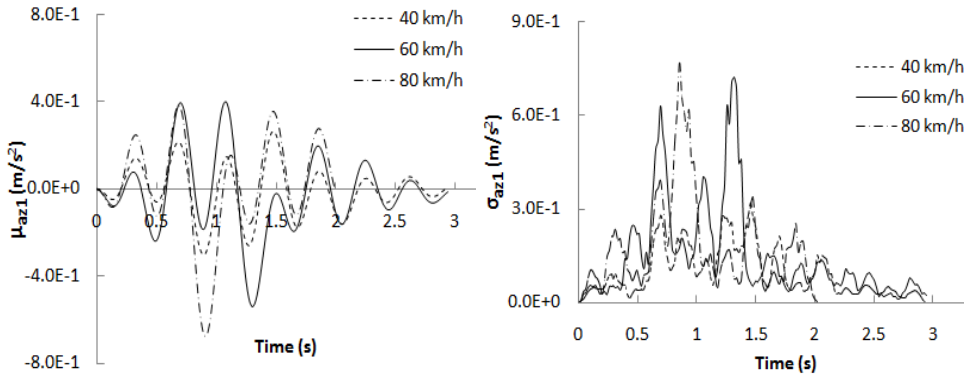 8.0E-1
4.0E-1
0.0E+0
-4.0E-1
-8.0E-1
μaz1 (m/s²)
0 0.5 1 1.5 2 2.5 3
Time (s)
40 km/h
60 km/h
80 km/h
9.0E-1
6.0E-1
3.0E-1
0.0E+0
σaz1 (m/s²)
0 0.5 1 1.5 2 2.5 3
Time (s)
40 km/h
60 km/h
80 km/h